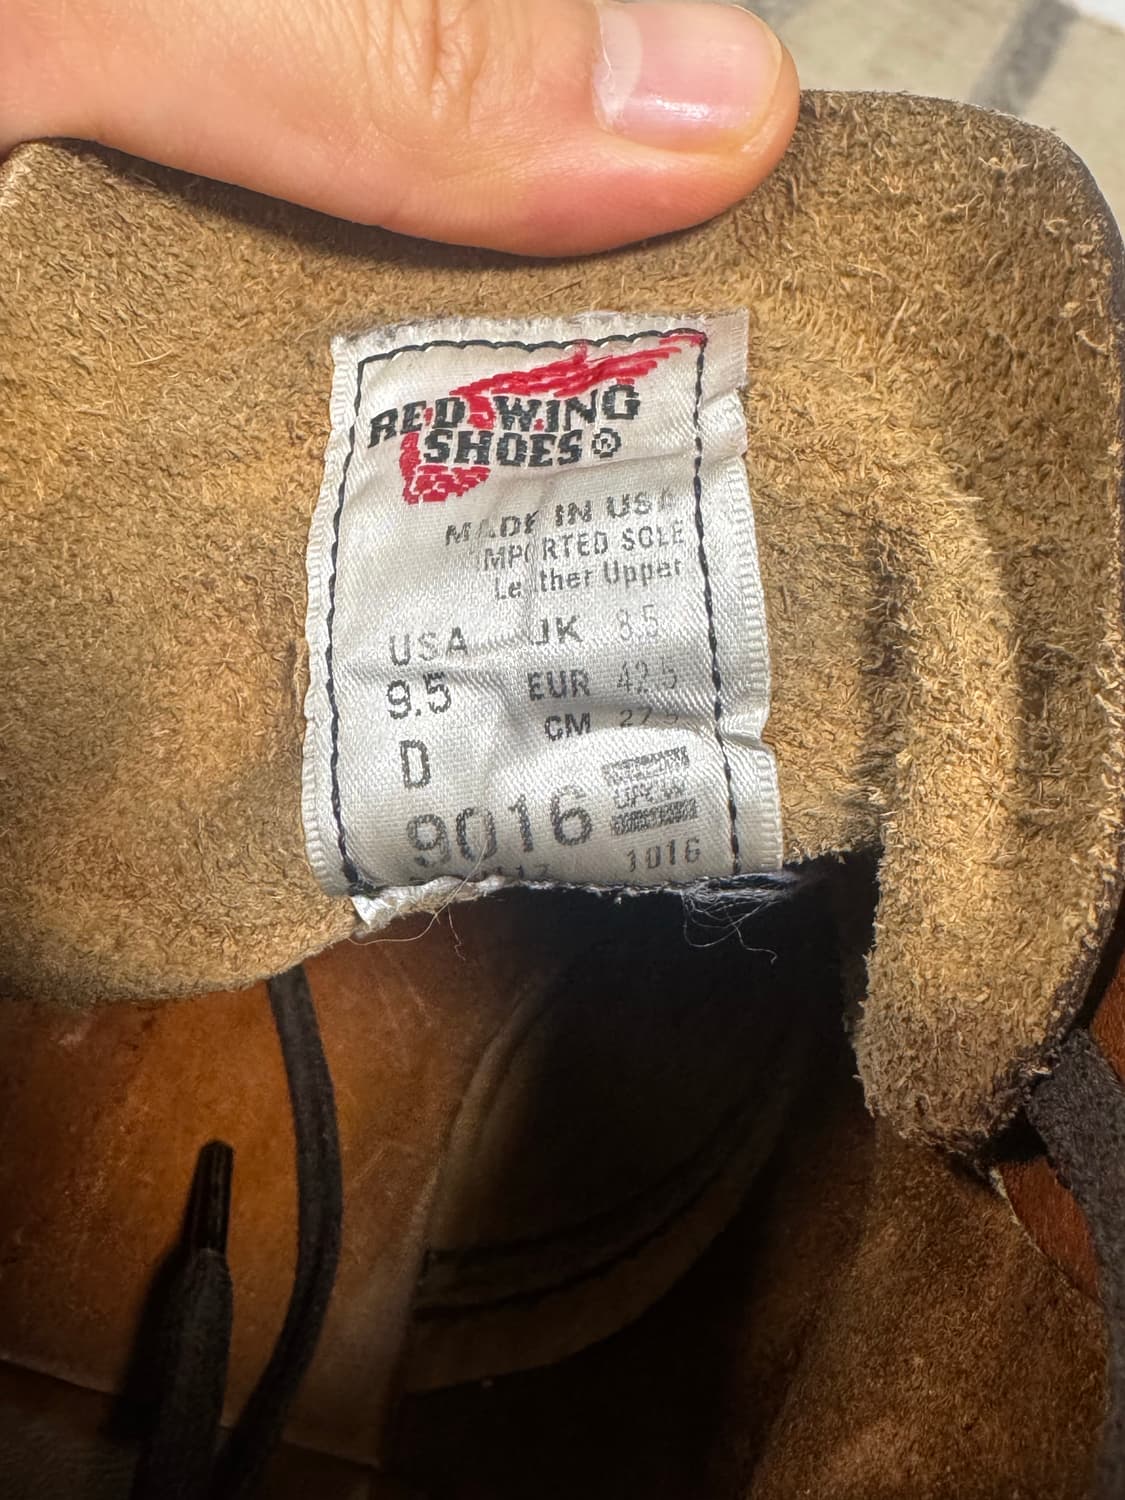 RED WING
SHOES®
MADE IN USA
IMPORTED SOLE
Leather Upper
USA UK 8.5
9.5 EUR 42.5
D CM 27.5
9016
1016